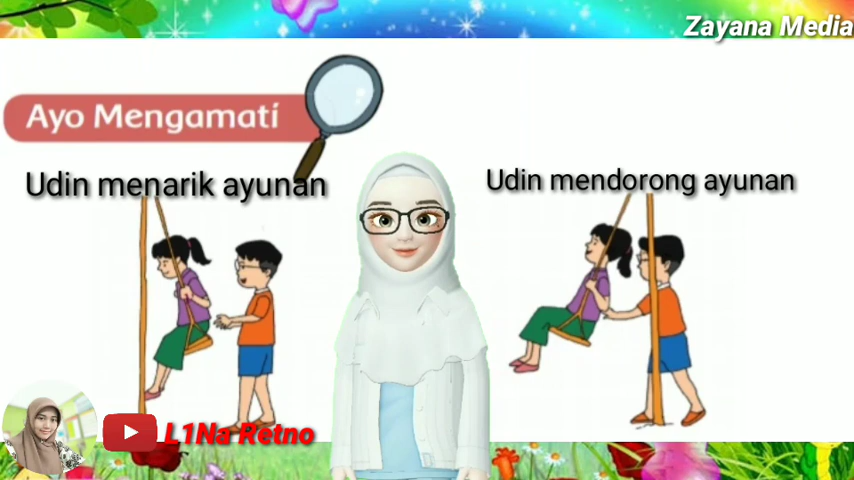 Zayana Media
Ayo Mengamati
Udin menarik ayunan
Udin mendorong ayunan
L1Na Retno